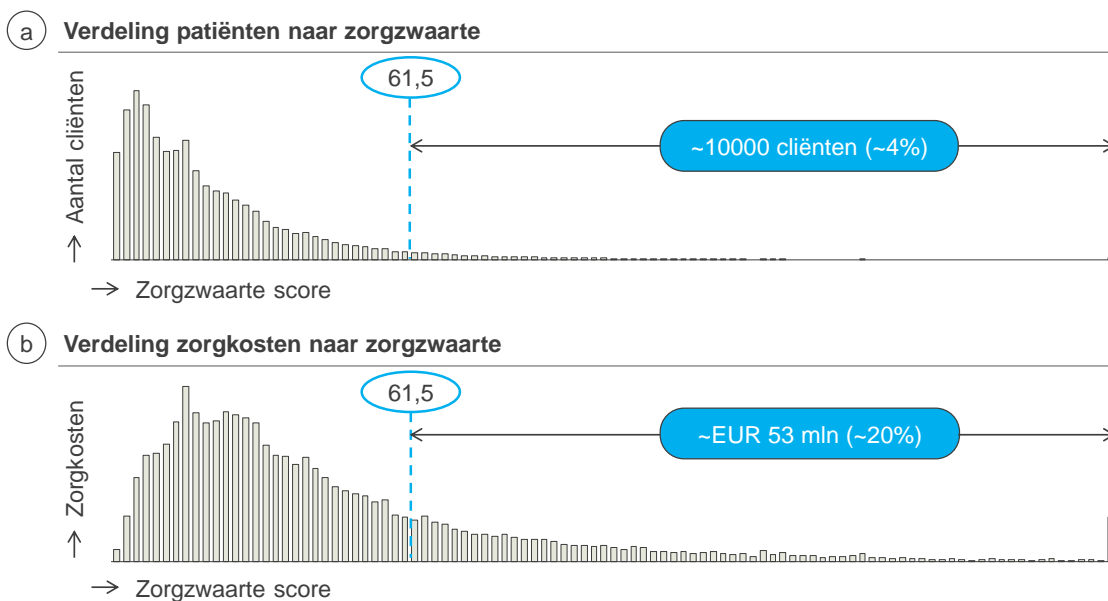 a Verdeling patiënten naar zorgzwaarte
61,5
~10000 cliënten (~4%)
→ Aantal cliënten
→ Zorgzwaarte score
b Verdeling zorgkosten naar zorgzwaarte
61,5
~EUR 53 mln (~20%)
→ Zorgkosten
→ Zorgzwaarte score